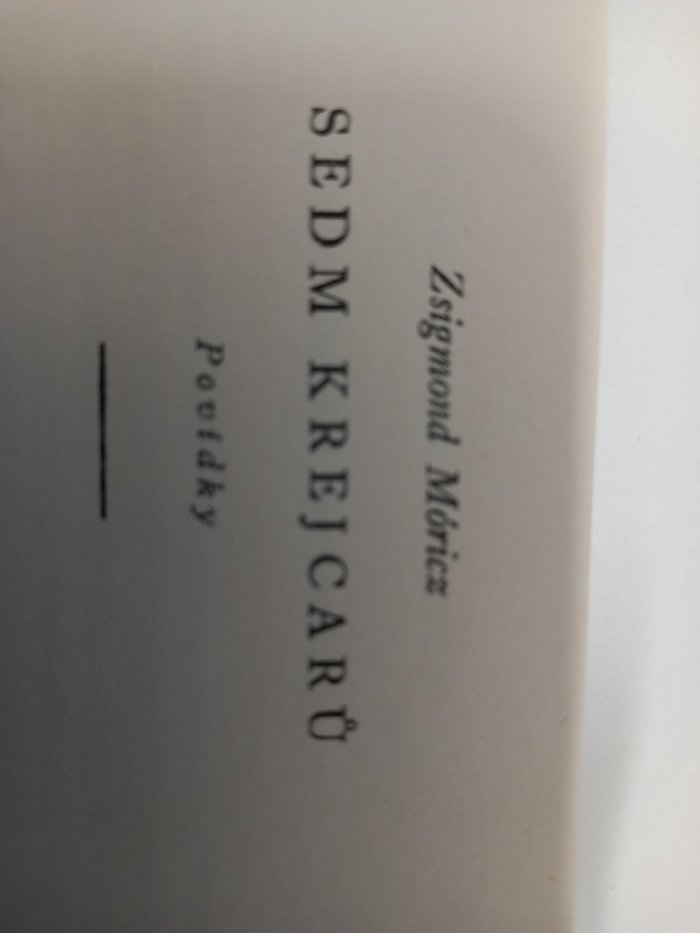 Zsigmond Móricz
SEDM KREJCARŮ
Povídky